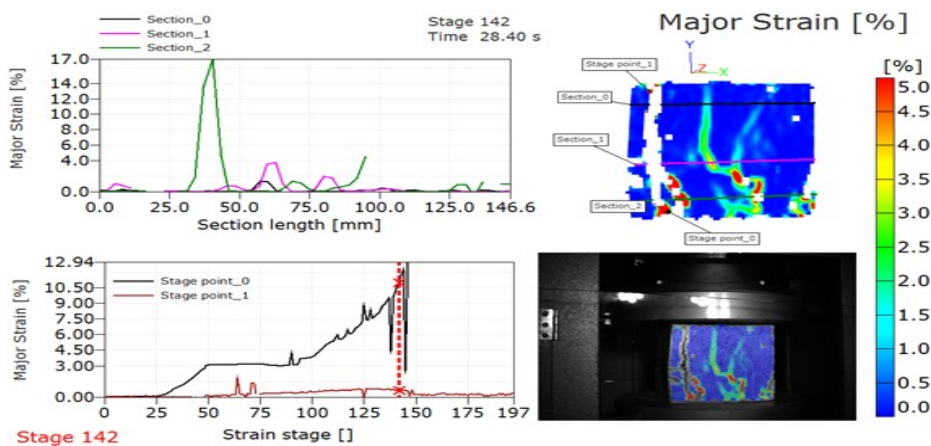 Section_0
Section_1
Section_2
Stage 142
Time 28.40 s
Major Strain [%]
17.0
14.0
12.0
10.0
8.0
6.0
4.0
0.0
0.0 25.0 50.0 75.0 100.0 125.0 146.6
Section length [mm]
Major Strain [%]
Y
Z X
Stage point_1
Section_0
Section_1
Section_2
Stage point_0
[%]
5.0
4.5
4.0
3.5
3.0
2.5
2.0
1.5
1.0
0.5
0.0
Major Strain [%]
12.94
10.50
9.00
7.50
6.00
4.50
3.00
0.00
Stage point_0
Stage point_1
0 25 50 75 100 125 150 175 197
Strain stage []
Stage 142